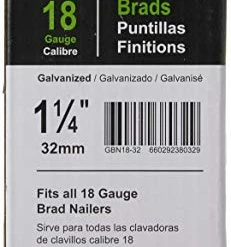 18
Gauge
Calibre
Brads
Puntillas
Finitions
Galvanized / Galvanizado / Galvanisé
1¼"
32mm
GBN18-32
660292380329
Fits all 18 Gauge
Brad Nailers
Sirve para todas las clavadoras
de clavillos calibre 18